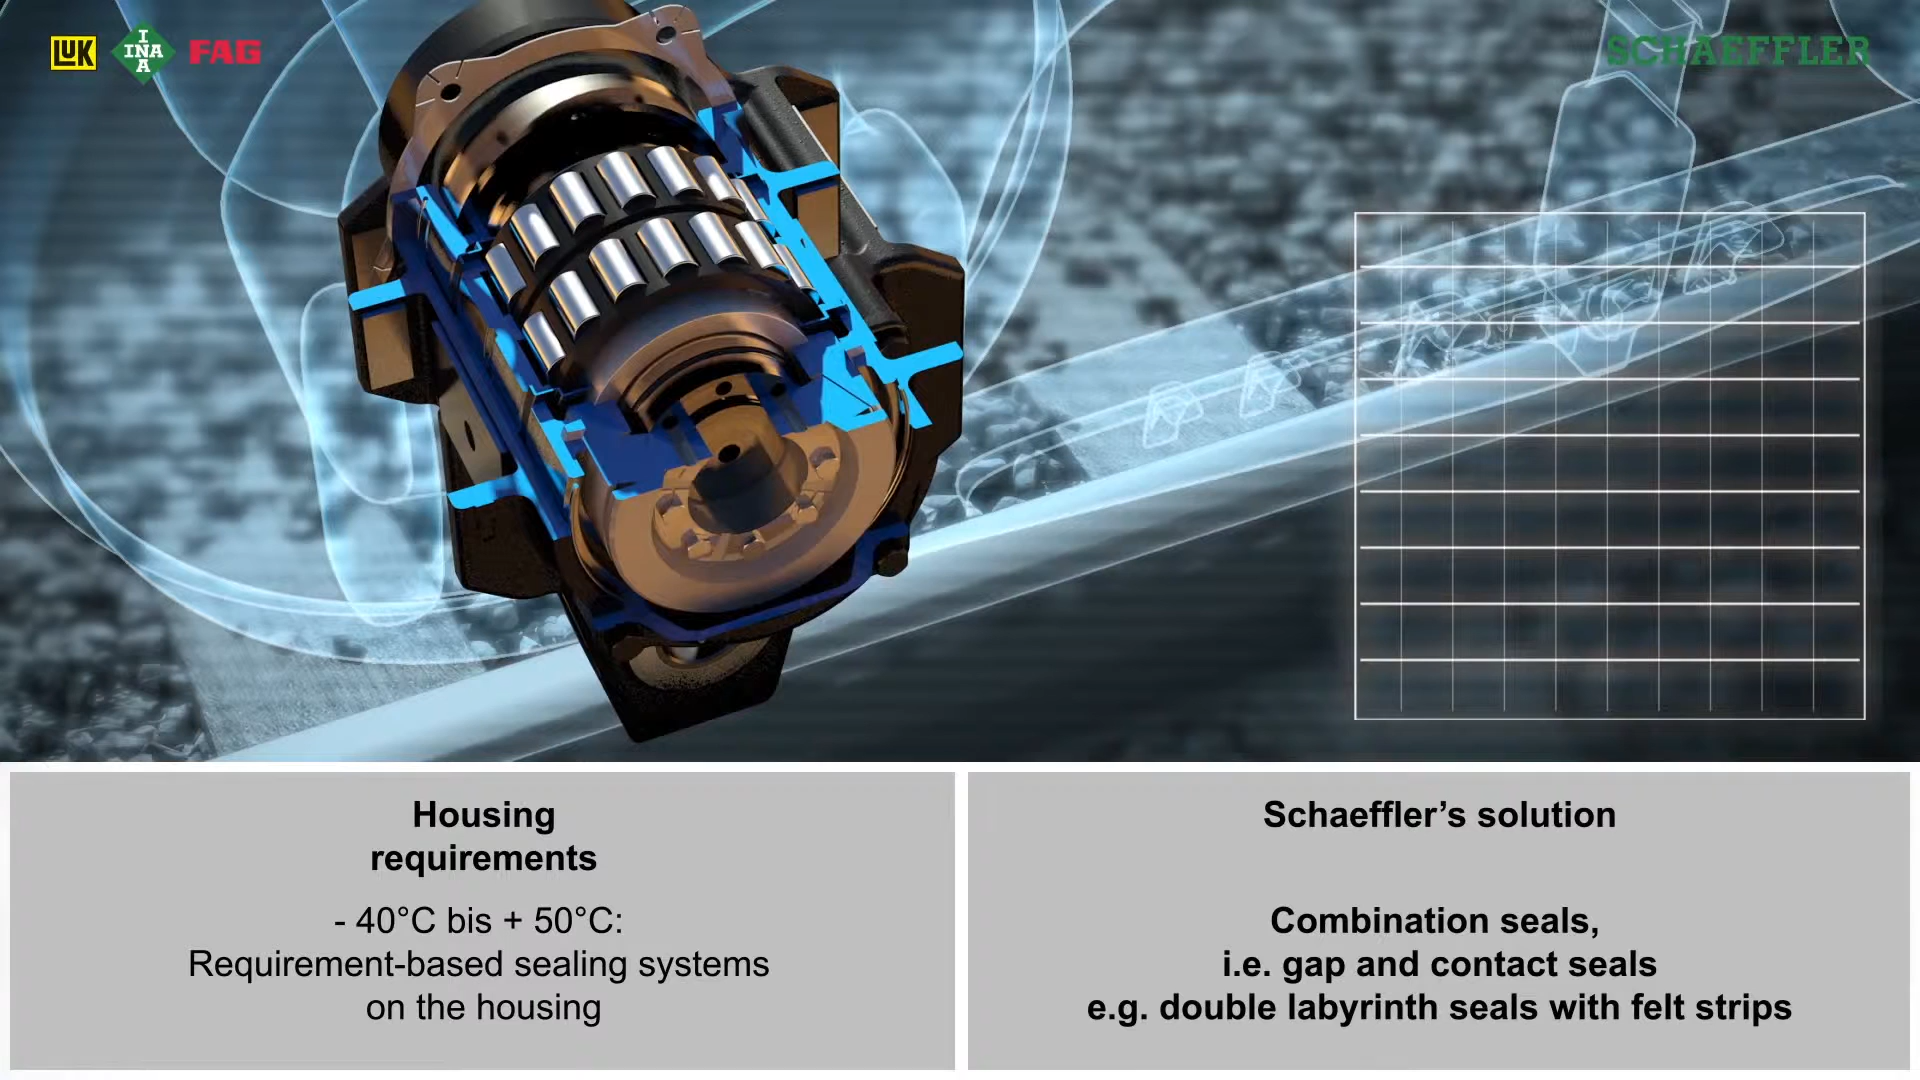 LUK
INA
INA
FAG
SCHAEFFLER
Housing
requirements
- 40°C bis + 50°C:
Requirement-based sealing systems
on the housing
Schaeffler’s solution
Combination seals,
i.e. gap and contact seals
e.g. double labyrinth seals with felt strips